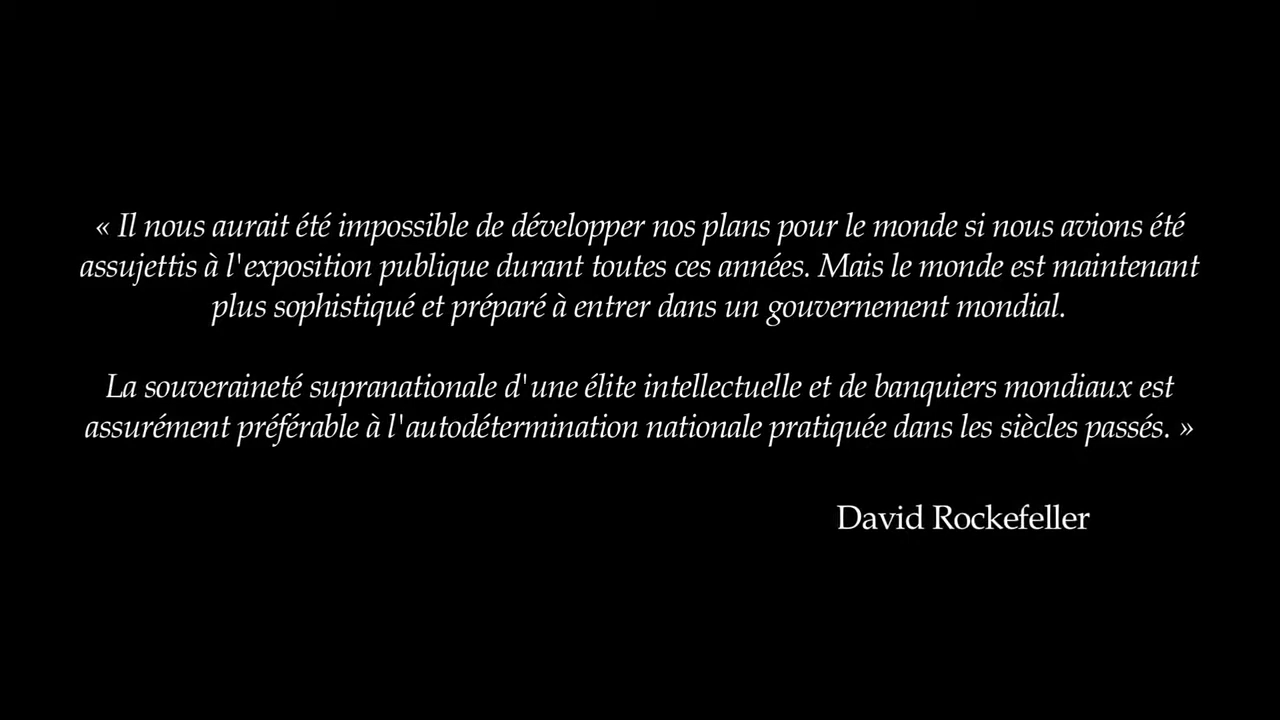 « Il nous aurait été impossible de développer nos plans pour le monde si nous avions été
assujettis à l'exposition publique durant toutes ces années. Mais le monde est maintenant
plus sophistiqué et préparé à entrer dans un gouvernement mondial.
La souveraineté supranationale d'une élite intellectuelle et de banquiers mondiaux est
assurément préférable à l'autodétermination nationale pratiquée dans les siècles passés. »
David Rockefeller